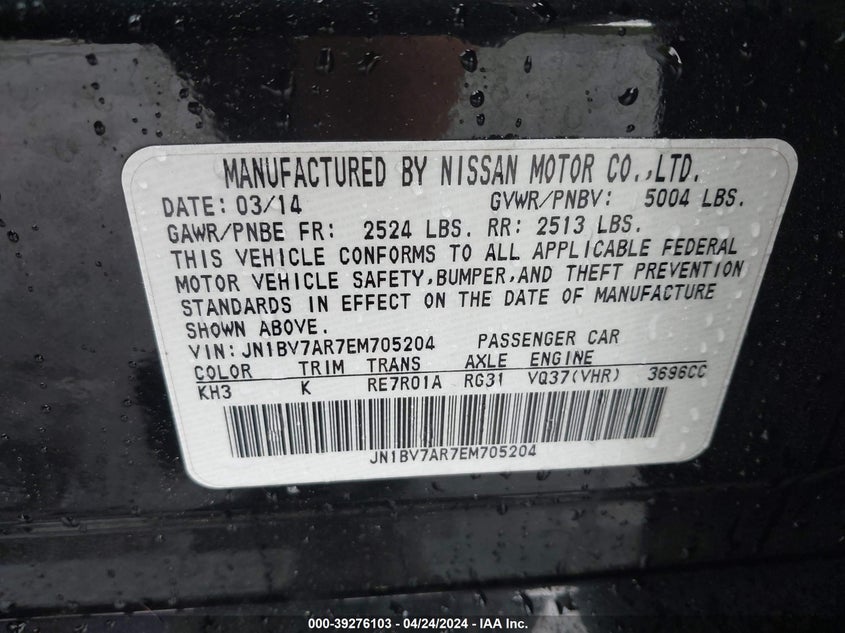 MANUFACTURED BY NISSAN MOTOR CO.,LTD.
DATE: 03/14 GVWR/PNBV: 5004 LBS.
GAWR/PNBE FR: 2524 LBS. RR: 2513 LBS.
THIS VEHICLE CONFORMS TO ALL APPLICABLE FEDERAL
MOTOR VEHICLE SAFETY,BUMPER,AND THEFT PREVENTION
STANDARDS IN EFFECT ON THE DATE OF MANUFACTURE
SHOWN ABOVE.
VIN:JN1BV7AR7EM705204 PASSENGER CAR
COLOR TRIM TRANS AXLE ENGINE
KH3 K RE7R01A RG31 VQ37(VHR) 3696CC
JN1BV7AR7EM705204
000-39276103 - 04/24/2024 - IAA Inc.